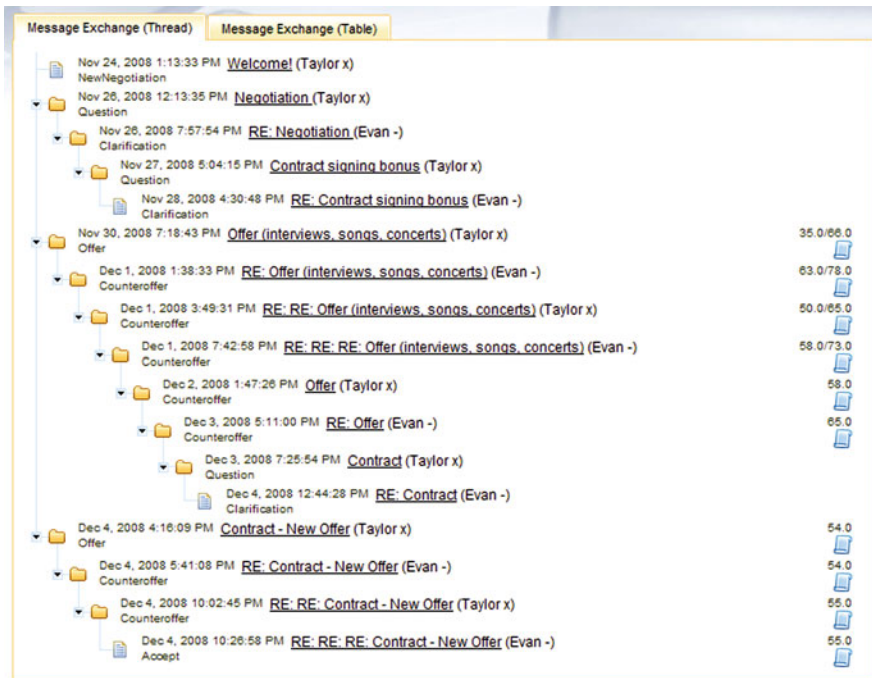 Message Exchange (Thread) Message Exchange (Table)
Nov 24, 2008 1:13:33 PM Welcome! (Taylor x)
NewNegotiation
Nov 26, 2008 12:13:35 PM Negotiation (Taylor x)
Question
Nov 26, 2008 7:57:54 PM RE: Negotiation (Evan -)
Clarification
Nov 27, 2008 5:04:15 PM Contract signing bonus (Taylor x)
Question
Nov 28, 2008 4:30:48 PM RE: Contract signing bonus (Evan -)
Clarification
Nov 30, 2008 7:18:43 PM Offer (interviews, songs, concerts) (Taylor x) 35.0/66.0
Offer
Dec 1, 2008 1:38:33 PM RE: Offer (interviews, songs, concerts) (Evan -) 63.0/78.0
Counteroffer
Dec 1, 2008 3:49:31 PM RE: RE: Offer (interviews, songs, concerts) (Taylor x) 50.0/65.0
Counteroffer
Dec 1, 2008 7:42:58 PM RE: RE: RE: Offer (interviews, songs, concerts) (Evan -) 58.0/73.0
Counteroffer
Dec 2, 2008 1:47:26 PM Offer (Taylor x) 58.0
Counteroffer
Dec 3, 2008 5:11:00 PM RE: Offer (Evan -) 65.0
Counteroffer
Dec 3, 2008 7:25:54 PM Contract (Taylor x)
Question
Dec 4, 2008 12:44:28 PM RE: Contract (Evan -)
Clarification
Dec 4, 2008 4:16:09 PM Contract - New Offer (Taylor x) 54.0
Offer
Dec 4, 2008 5:41:08 PM RE: Contract - New Offer (Evan -) 54.0
Counteroffer
Dec 4, 2008 10:02:45 PM RE: RE: Contract - New Offer (Taylor x) 55.0
Counteroffer
Dec 4, 2008 10:26:58 PM RE: RE: RE: Contract - New Offer (Evan -) 55.0
Accept